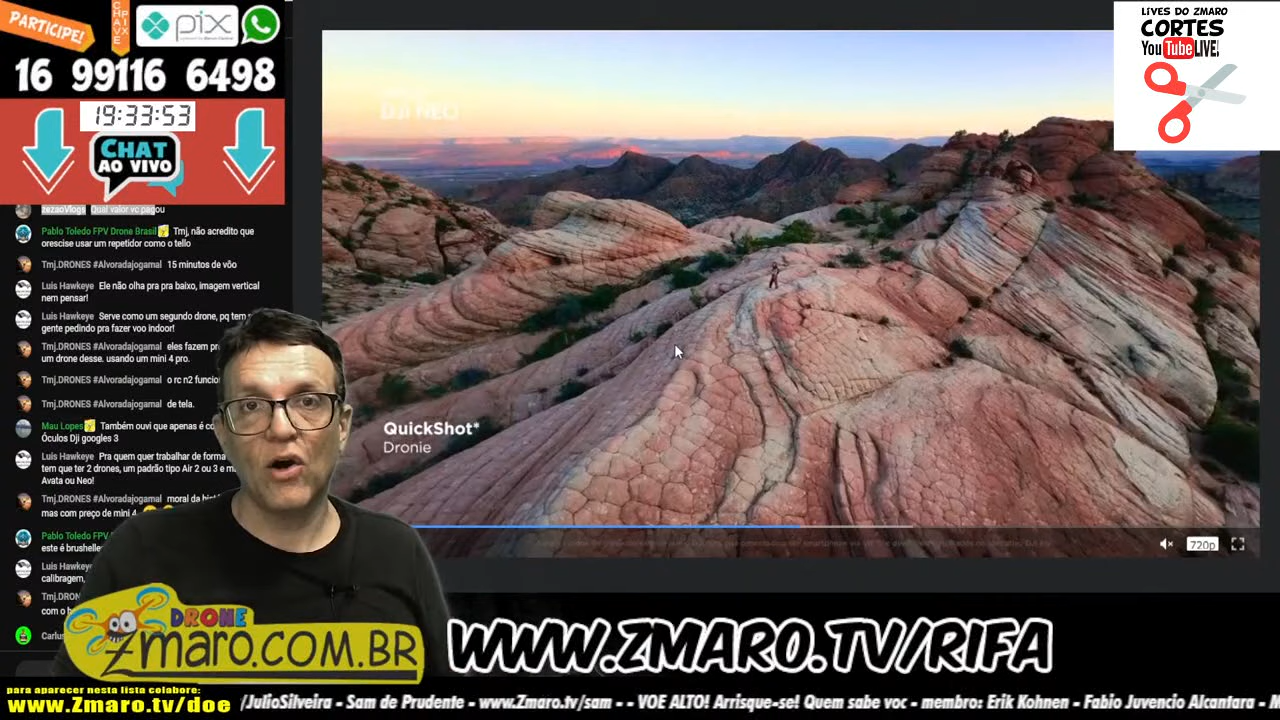 PARTICIPE!
CHAVE
PIX
pix
16 99116 6498
19:33:53
CHAT
AO VIVO
zezaoVlogs Qual valor vc pagou
Pablo Toledo FPV Drone Brasil Tmj, não acredito que
orescise usar um repetidor como o tello
Tmj.DRONES #Alvoradajogamal 15 minutos de vôo
Luis Hawkeye Ele não olha pra pra baixo, imagem vertical
nem pensar!
Luis Hawkeye Serve como um segundo drone, pq tem
gente pedindo pra fazer voo indoor!
Tmj.DRONES #Alvoradajogamal eles fazem
um drone desse. usando um mini 4 pro.
Tmj.DRONES #Alvoradajogamal o rc n2
Tmj.DRONES #Alvoradajogamal de tela.
Mau Lopes Também ouvi que apenas é
Óculos Dji googles 3
Luis Hawkeye Pra quem quer trabalhar de forma
tem que ter 2 drones, um padrão tipo Air 2 ou 3 e
Avata ou Neo!
Tmj.DRONES #Alvoradajogamal moral da
mas com preço de mini 4
Pablo Toledo
este é
Luis Hawkeye
calibragem,
com o
LIVES DO ZMARO
CORTES
YouTube LIVE!
DJI NEO
QuickShot*
Dronie
720p
DRONE
Zmaro.COM.BR
WWW.ZMARO.TV/RIFA
para aparecer nesta lista colabore:
www.Zmaro.tv/doe
/JulioSilveira - Sam de Prudente - www.Zmaro.tv/sam - - VOE ALTO! Arrisque-se! Quem sabe voc - membro: Erik Kohnen - Fabio Juvencio Alcantara -